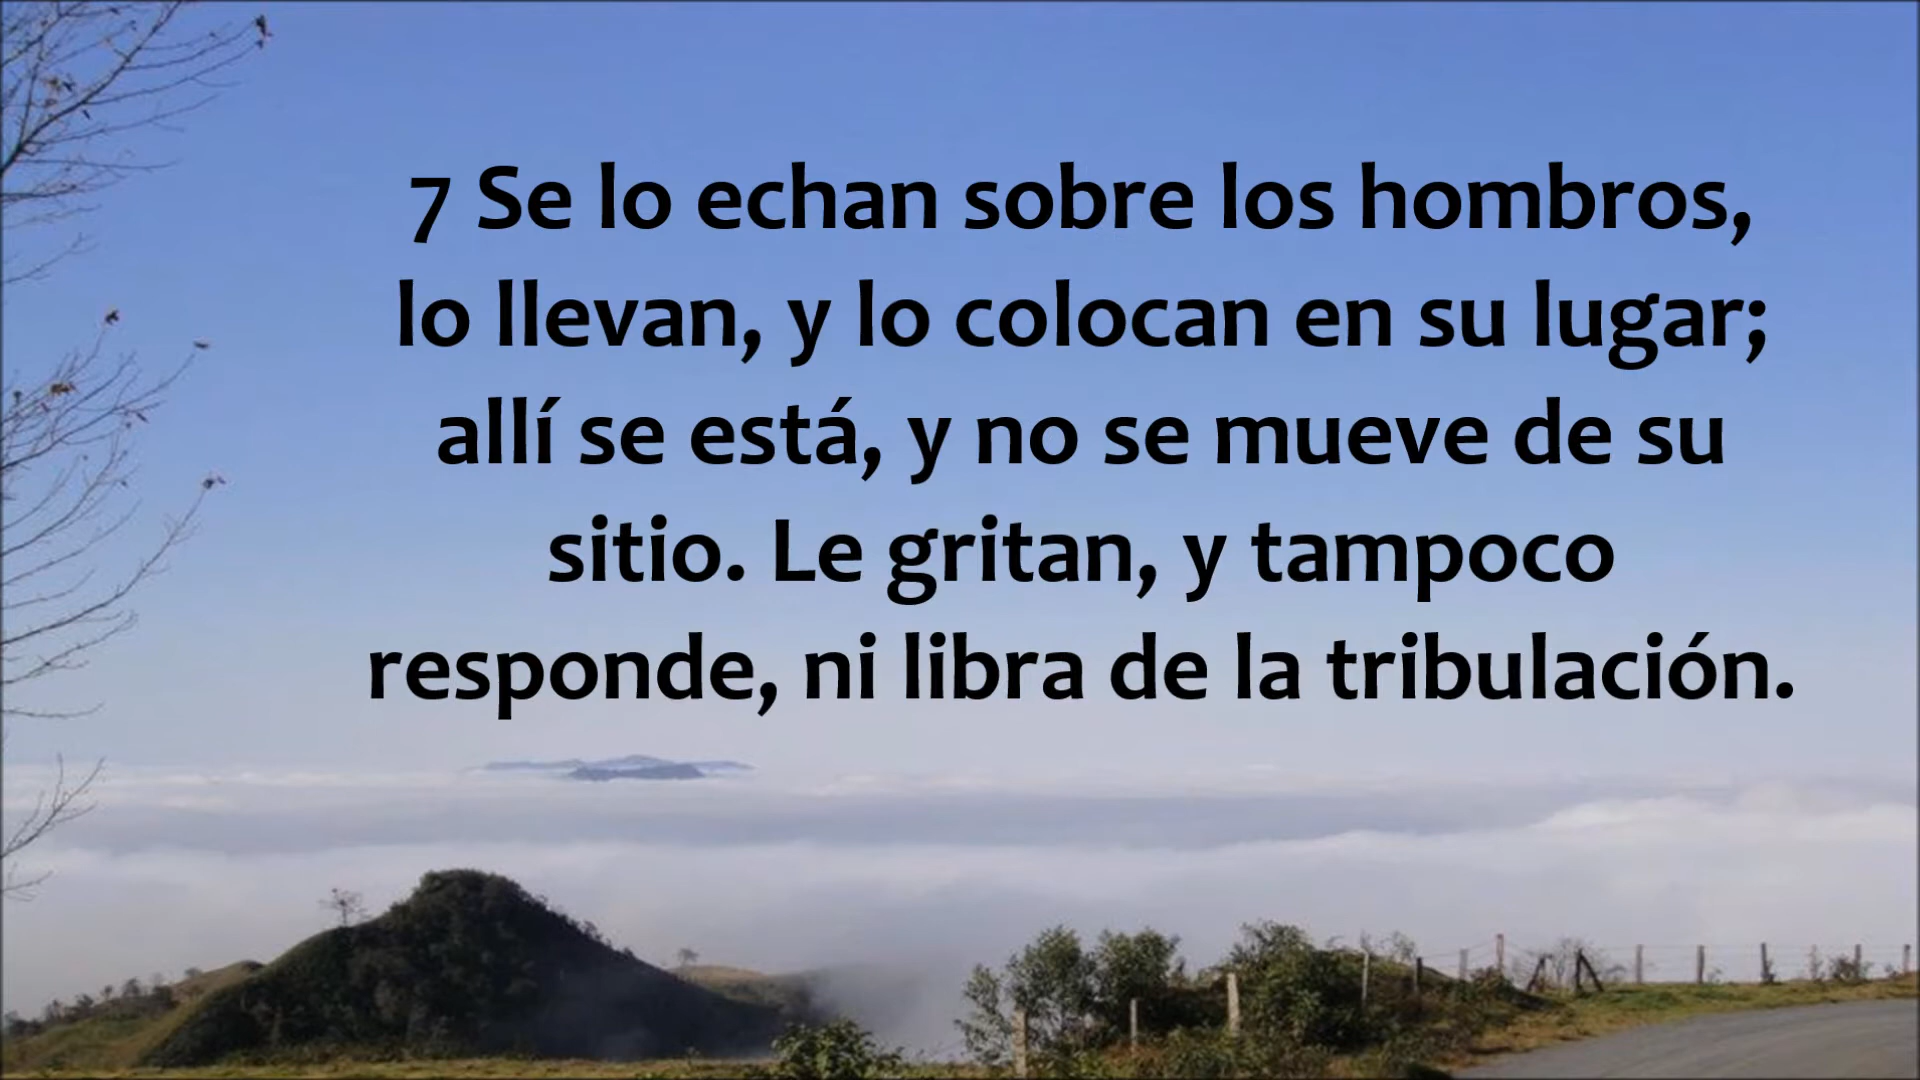 7 Se lo echan sobre los hombros,
lo llevan, y lo colocan en su lugar;
allí se está, y no se mueve de su
sitio. Le gritan, y tampoco
responde, ni libra de la tribulación.